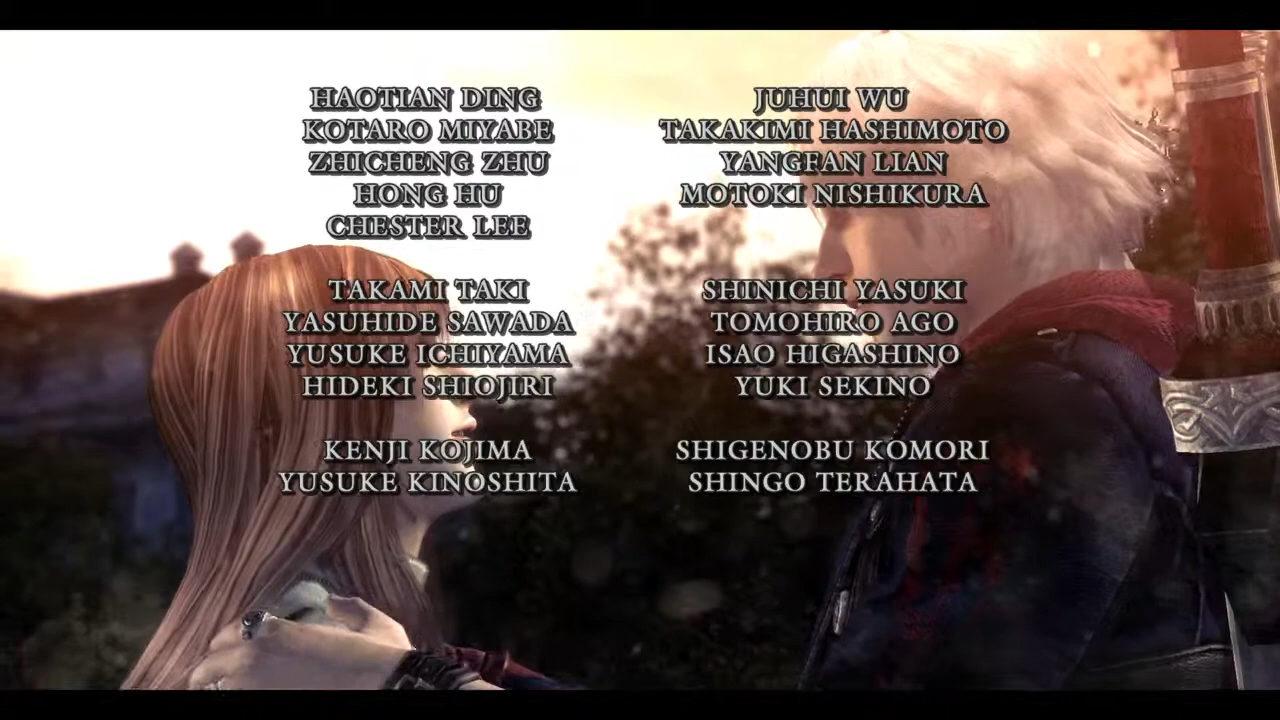 HAOTIAN DING
KOTARO MIYABE
ZHICHENG ZHU
HONG HU
CHESTER LEE
JUHUI WU
TAKAKIMI HASHIMOTO
YANGFAN LIAN
MOTOKI NISHIKURA
TAKAMI TAKI
YASUHIDE SAWADA
YUSUKE ICHIYAMA
HIDEKI SHIOJIRI
SHINICHI YASUKI
TOMOHIRO AGO
ISAO HIGASHINO
YUKI SEKINO
KENJI KOJIMA
YUSUKE KINOSHITA
SHIGENOBU KOMORI
SHINGO TERAHATA